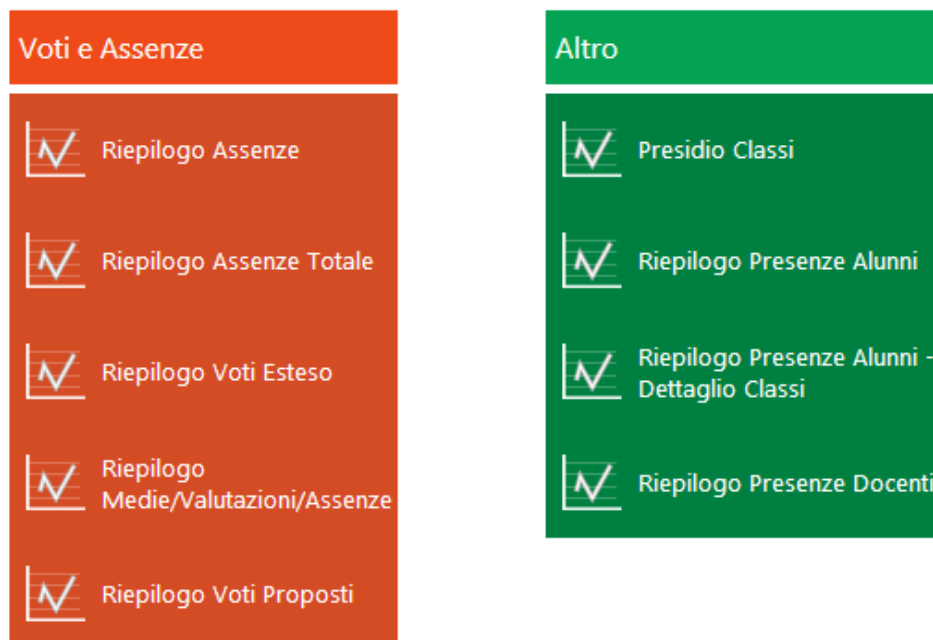 Voti e Assenze
Riepilogo Assenze
Riepilogo Assenze Totale
Riepilogo Voti Esteso
Riepilogo
Medie/Valutazioni/Assenze
Riepilogo Voti Proposti
Altro
Presidio Classi
Riepilogo Presenze Alunni
Riepilogo Presenze Alunni -
Dettaglio Classi
Riepilogo Presenze Docenti